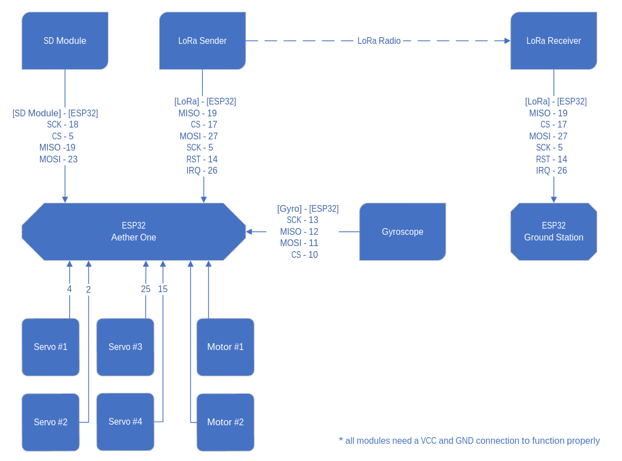 SD Module
LoRa Sender
LoRa Radio
LoRa Receiver
[SD Module] - [ESP32]
SCK - 18
CS - 5
MISO -19
MOSI - 23
[LoRa] - [ESP32]
MISO - 19
CS - 17
MOSI - 27
SCK - 5
RST - 14
IRQ - 26
[LoRa] - [ESP32]
MISO - 19
CS - 17
MOSI - 27
SCK - 5
RST - 14
IRQ - 26
ESP32
Aether One
[Gyro] - [ESP32]
SCK - 13
MISO - 12
MOSI - 11
CS - 10
Gyroscope
ESP32
Ground Station
4
2
25
15
Servo #1
Servo #3
Motor #1
Servo #2
Servo #4
Motor #2
* all modules need a VCC and GND connection to function properly